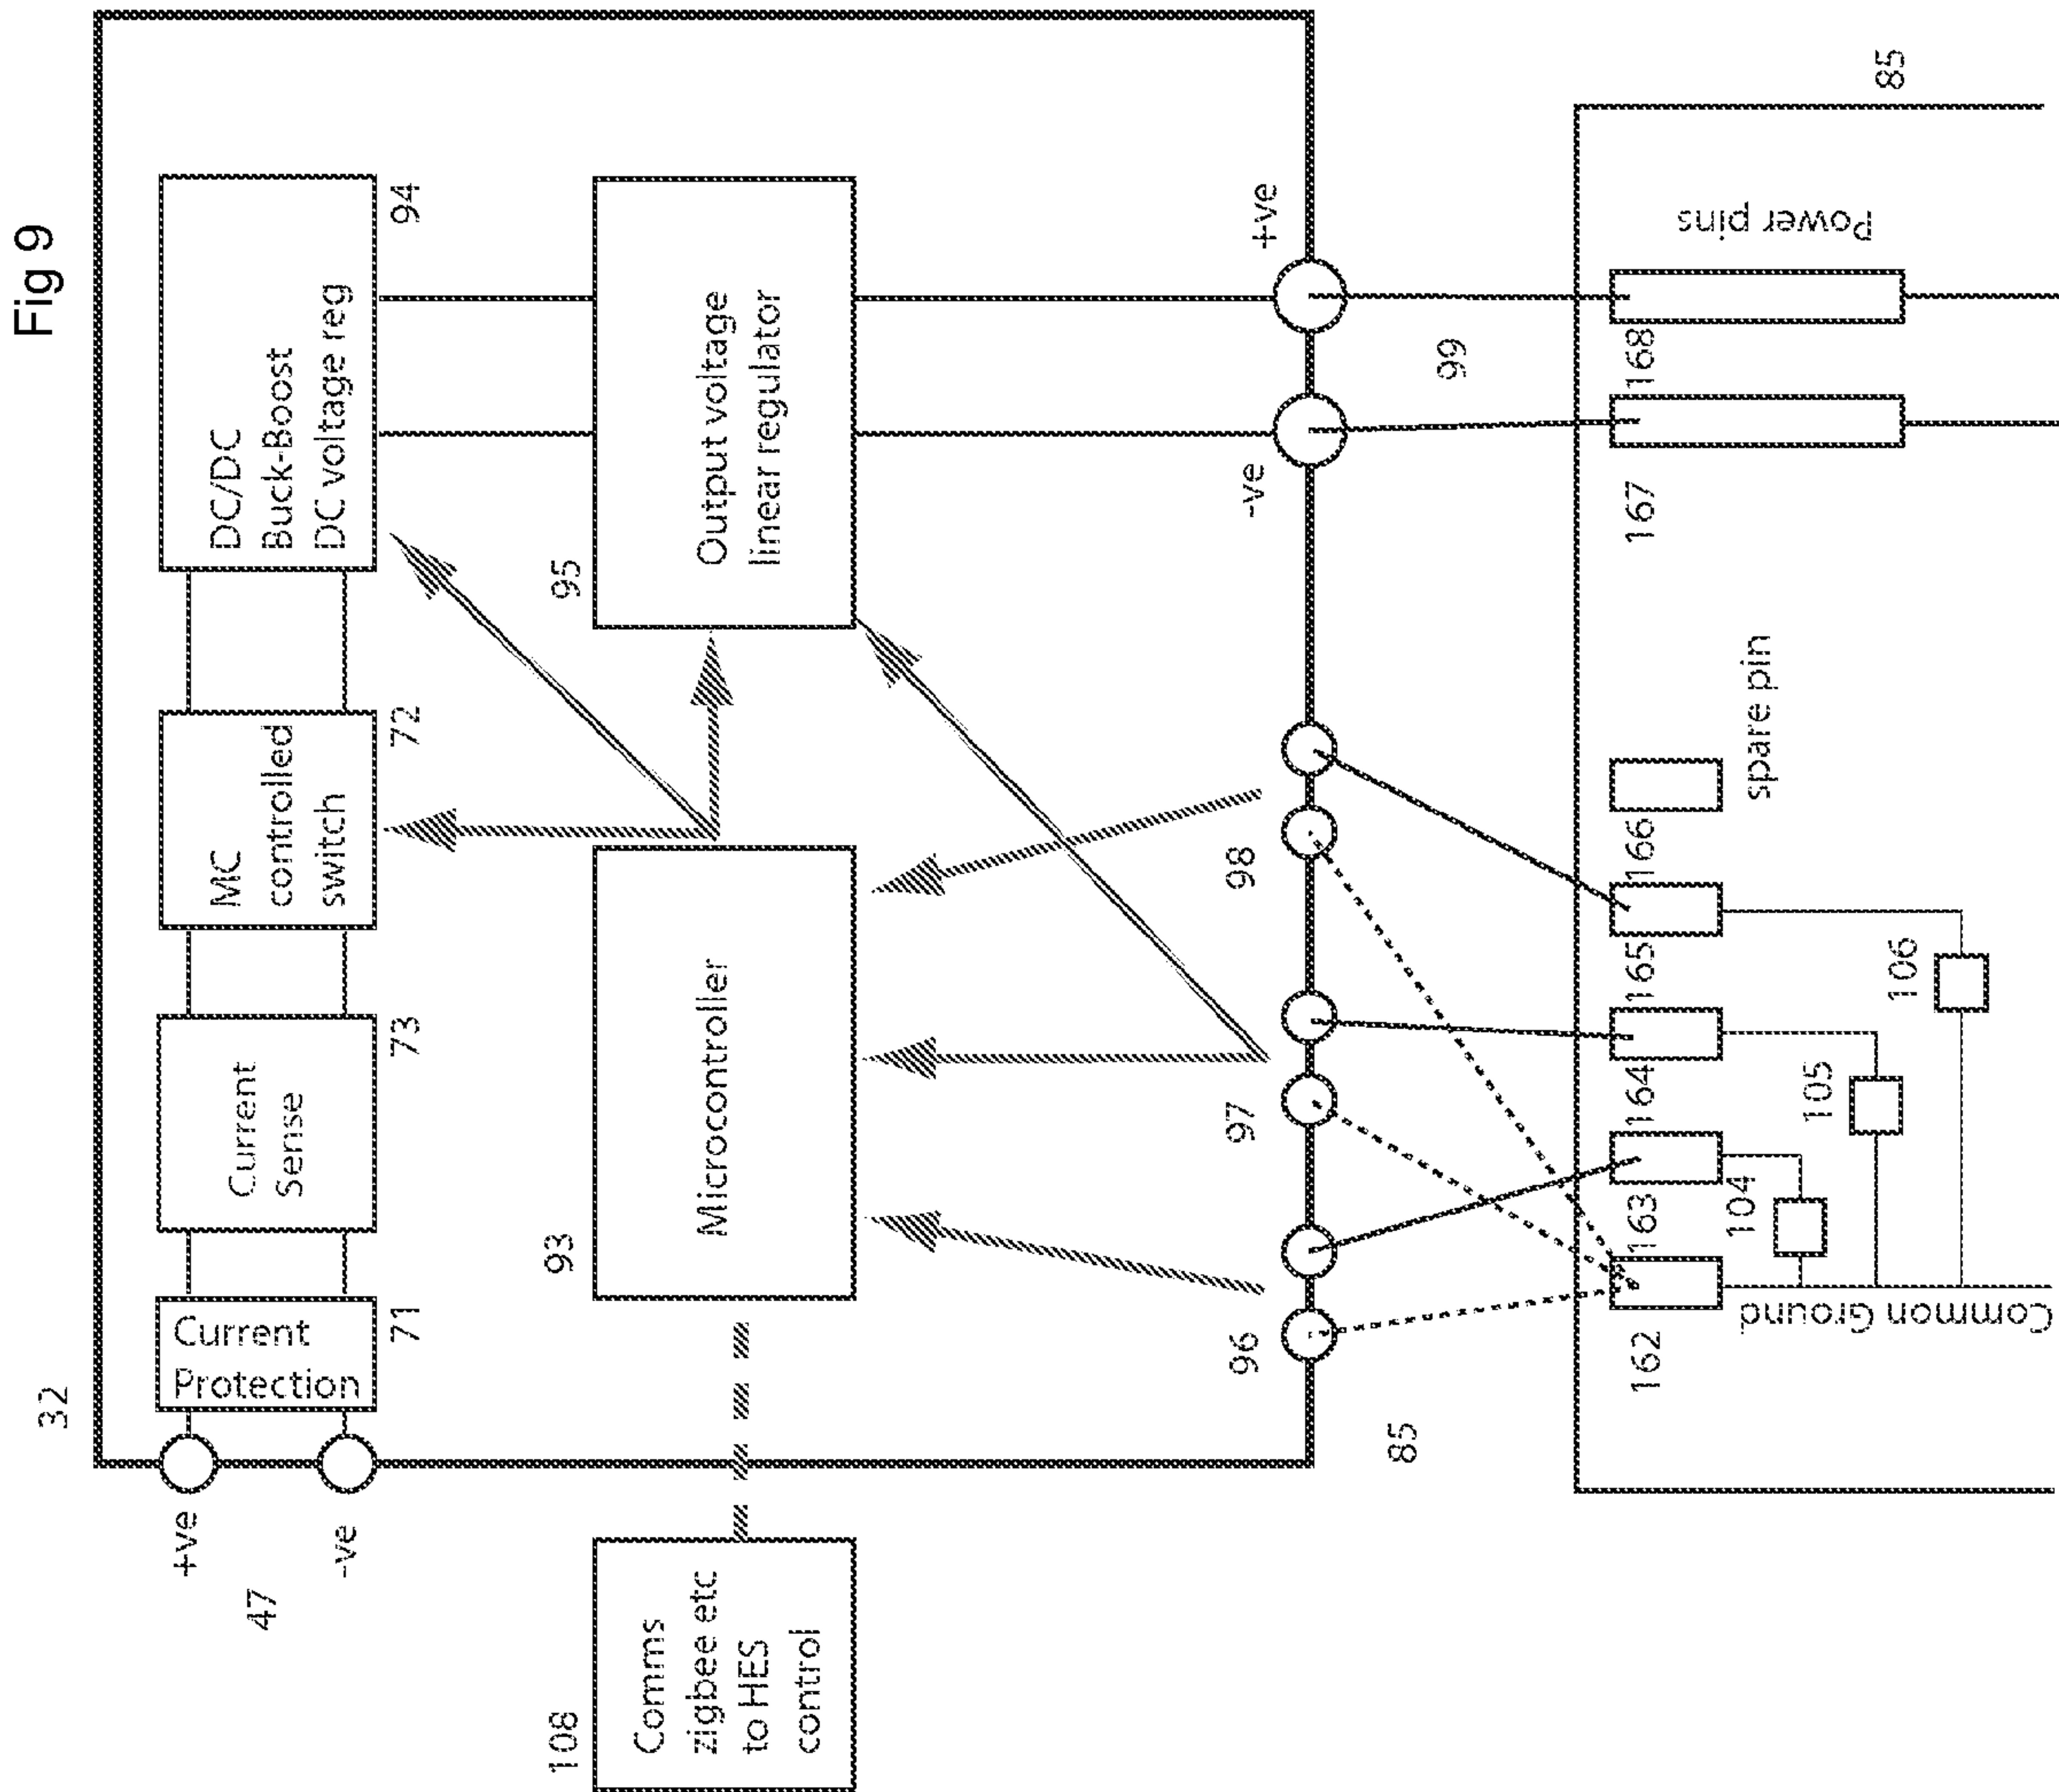 Fig 9
32
+ve
47
-ve
Current
Protection
71
Current
Sense
73
MC
controlled
switch
72
DC/DC
Buck-Boost
DC voltage reg
94
108
Comms
zigbee etc
to HES
control
93
Microcontroller
95
Output voltage
linear regulator
96
97
98
-ve
+ve
85
99
85
162
163
164
165
166
167
168
104
105
106
Common Ground
spare pin
Power pins